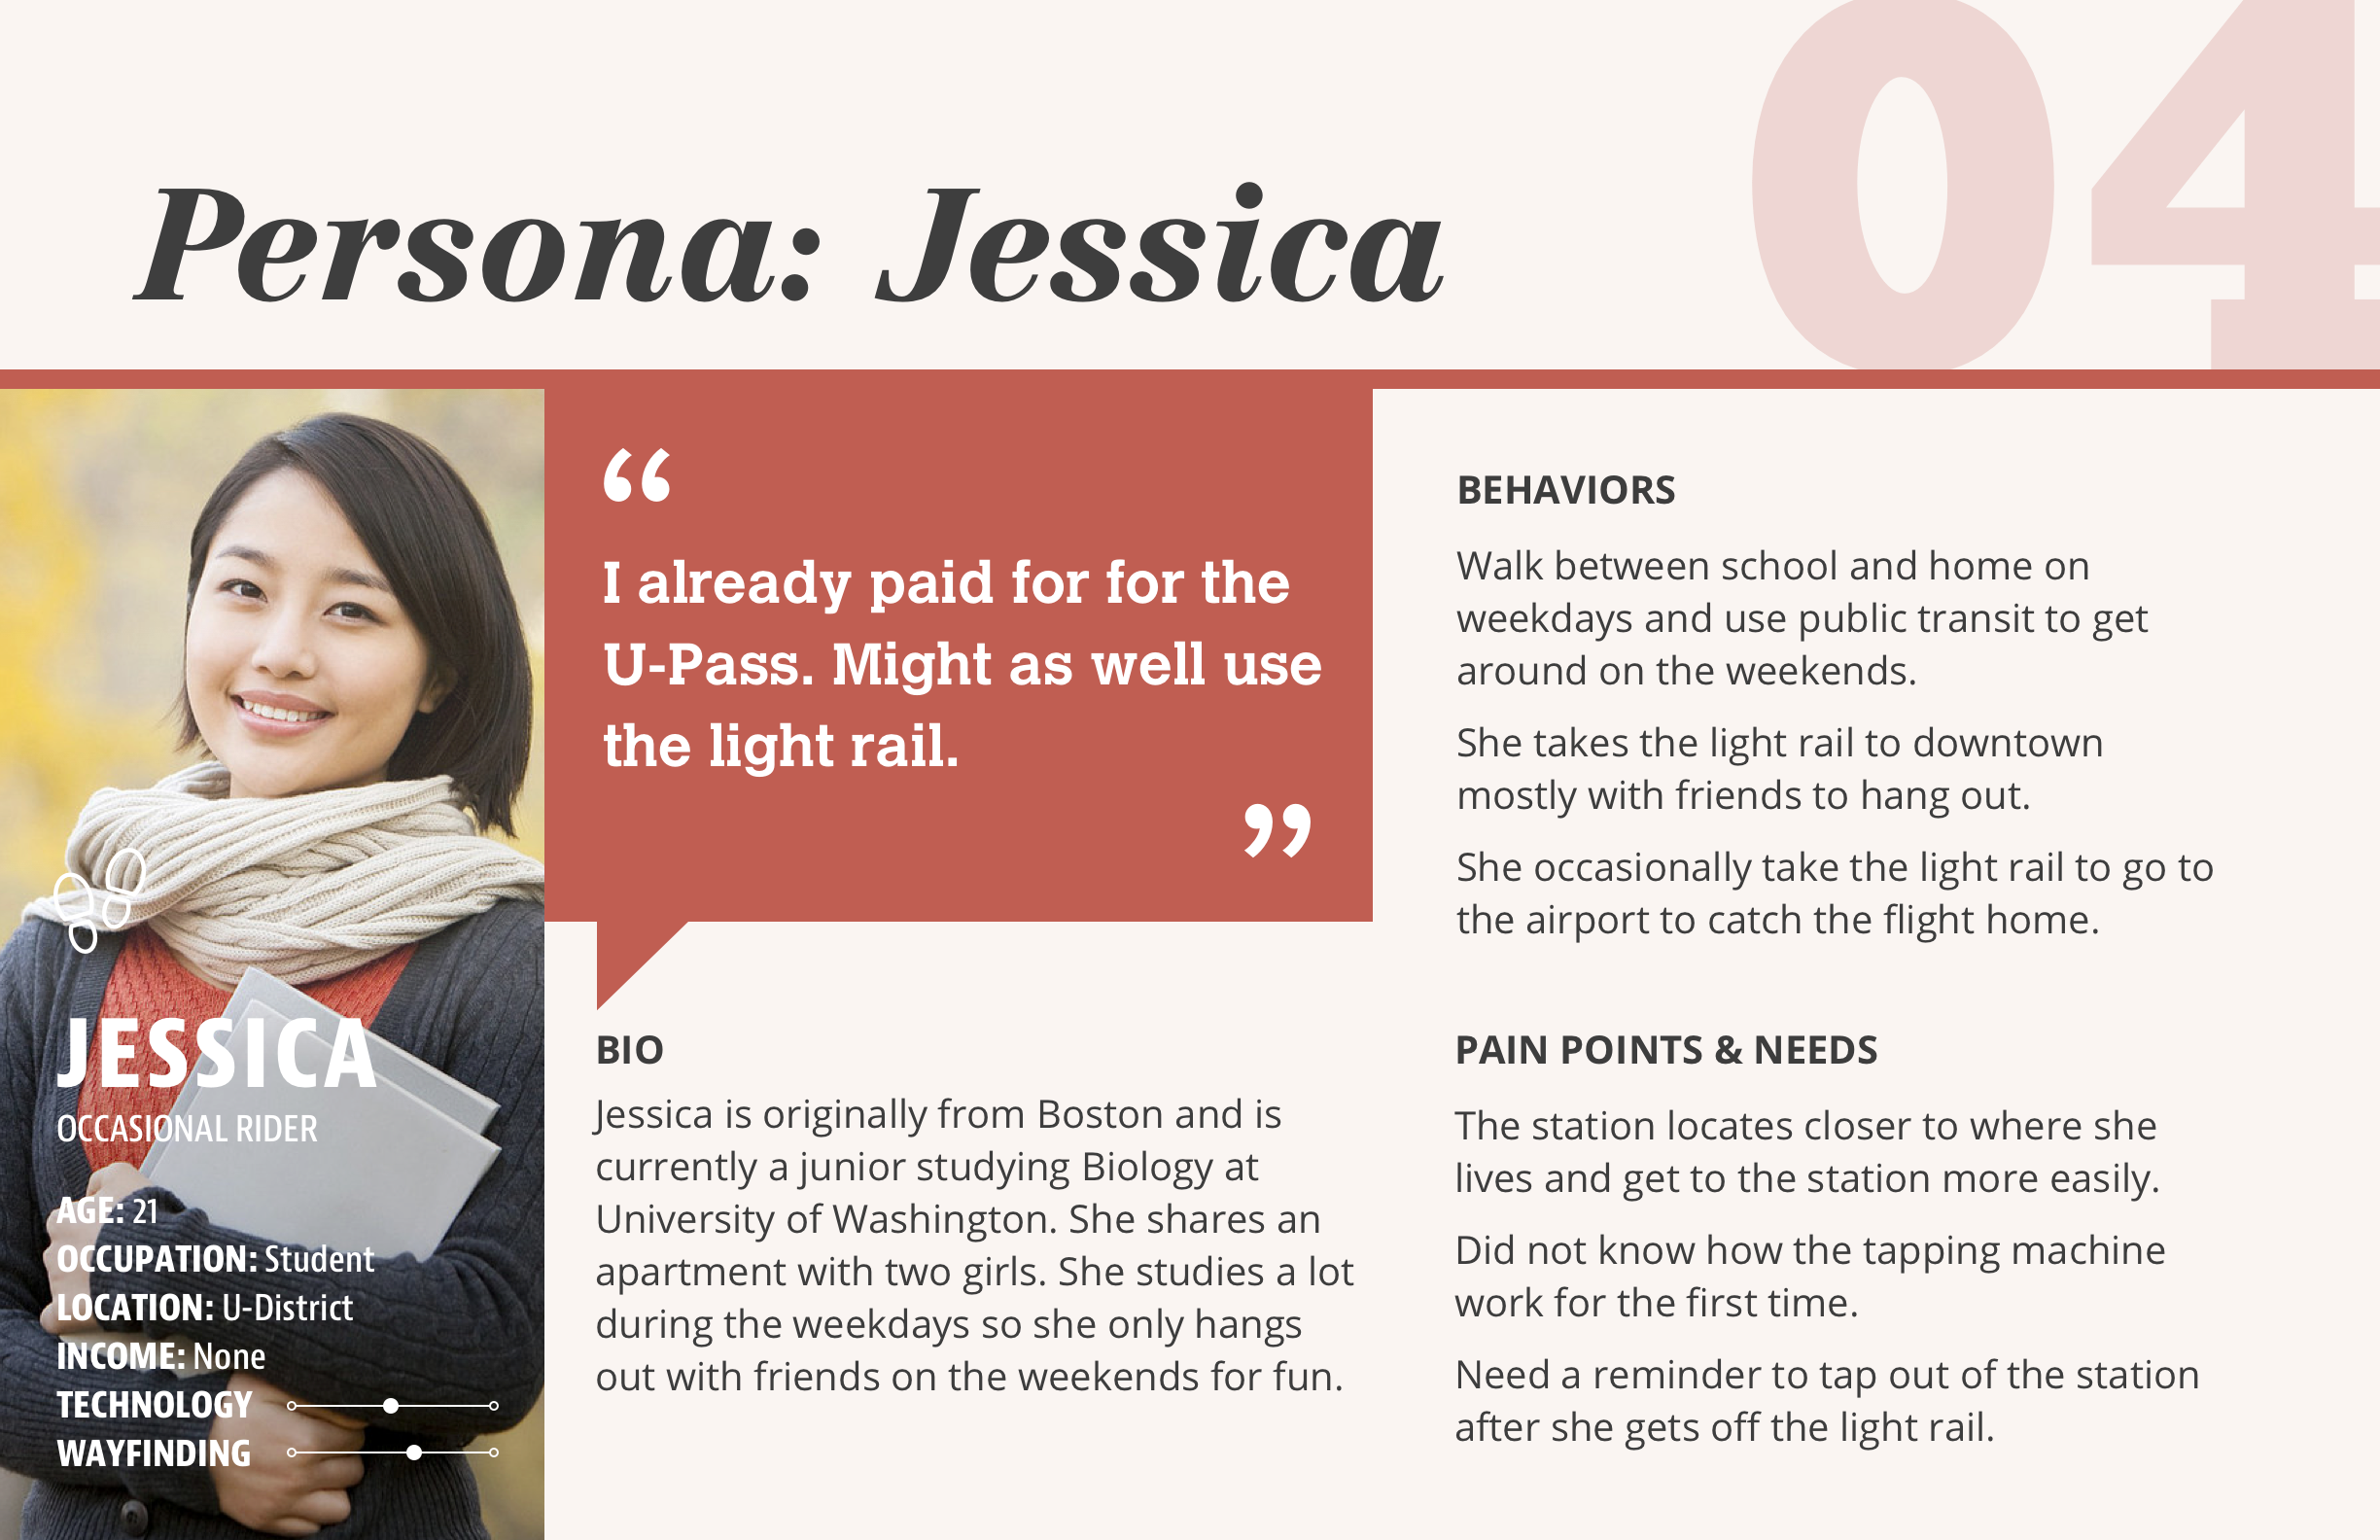 04
Persona: Jessica
“
I already paid for for the
U-Pass. Might as well use
the light rail.
”
JESSICA
OCCASIONAL RIDER
AGE: 21
OCCUPATION: Student
LOCATION: U-District
INCOME: None
TECHNOLOGY
WAYFINDING
BIO
Jessica is originally from Boston and is
currently a junior studying Biology at
University of Washington. She shares an
apartment with two girls. She studies a lot
during the weekdays so she only hangs
out with friends on the weekends for fun.
BEHAVIORS
Walk between school and home on
weekdays and use public transit to get
around on the weekends.
She takes the light rail to downtown
mostly with friends to hang out.
She occasionally take the light rail to go to
the airport to catch the flight home.
PAIN POINTS & NEEDS
The station locates closer to where she
lives and get to the station more easily.
Did not know how the tapping machine
work for the first time.
Need a reminder to tap out of the station
after she gets off the light rail.